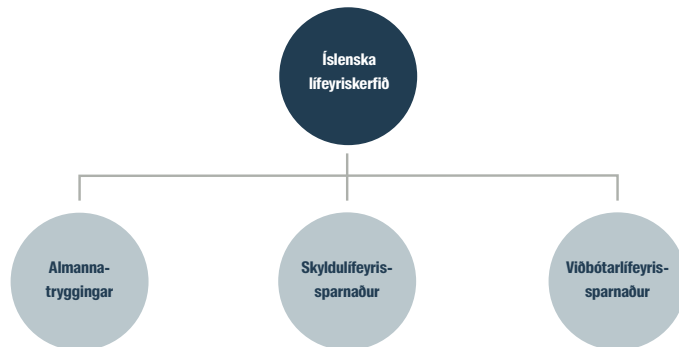 Íslenska
lífeyriskerfið
Almanna-
tryggingar
Skyldulífeyris-
sparnaður
Viðbótarlífeyris-
sparnaður